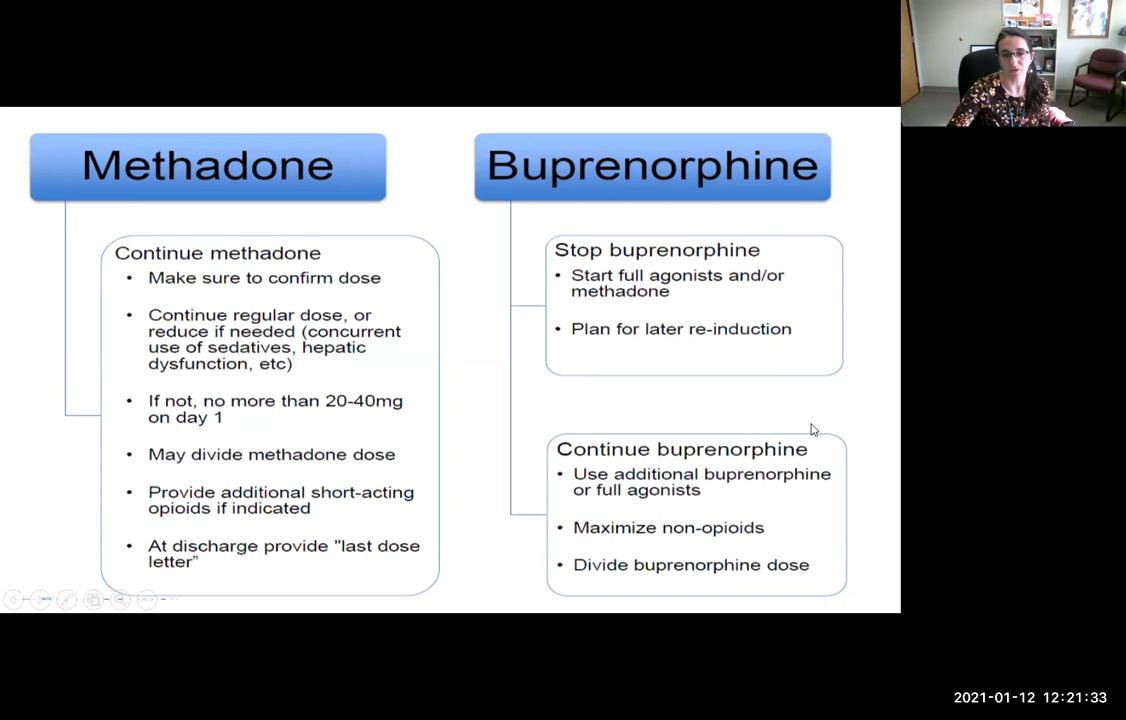 Methadone
Continue methadone
• Make sure to confirm dose
• Continue regular dose, or
reduce if needed (concurrent
use of sedatives, hepatic
dysfunction, etc)
• If not, no more than 20-40mg
on day 1
• May divide methadone dose
• Provide additional short-acting
opioids if indicated
• At discharge provide "last dose
letter”
Buprenorphine
Stop buprenorphine
• Start full agonists and/or
methadone
• Plan for later re-induction
Continue buprenorphine
• Use additional buprenorphine
or full agonists
• Maximize non-opioids
• Divide buprenorphine dose
2021-01-12 12:21:33